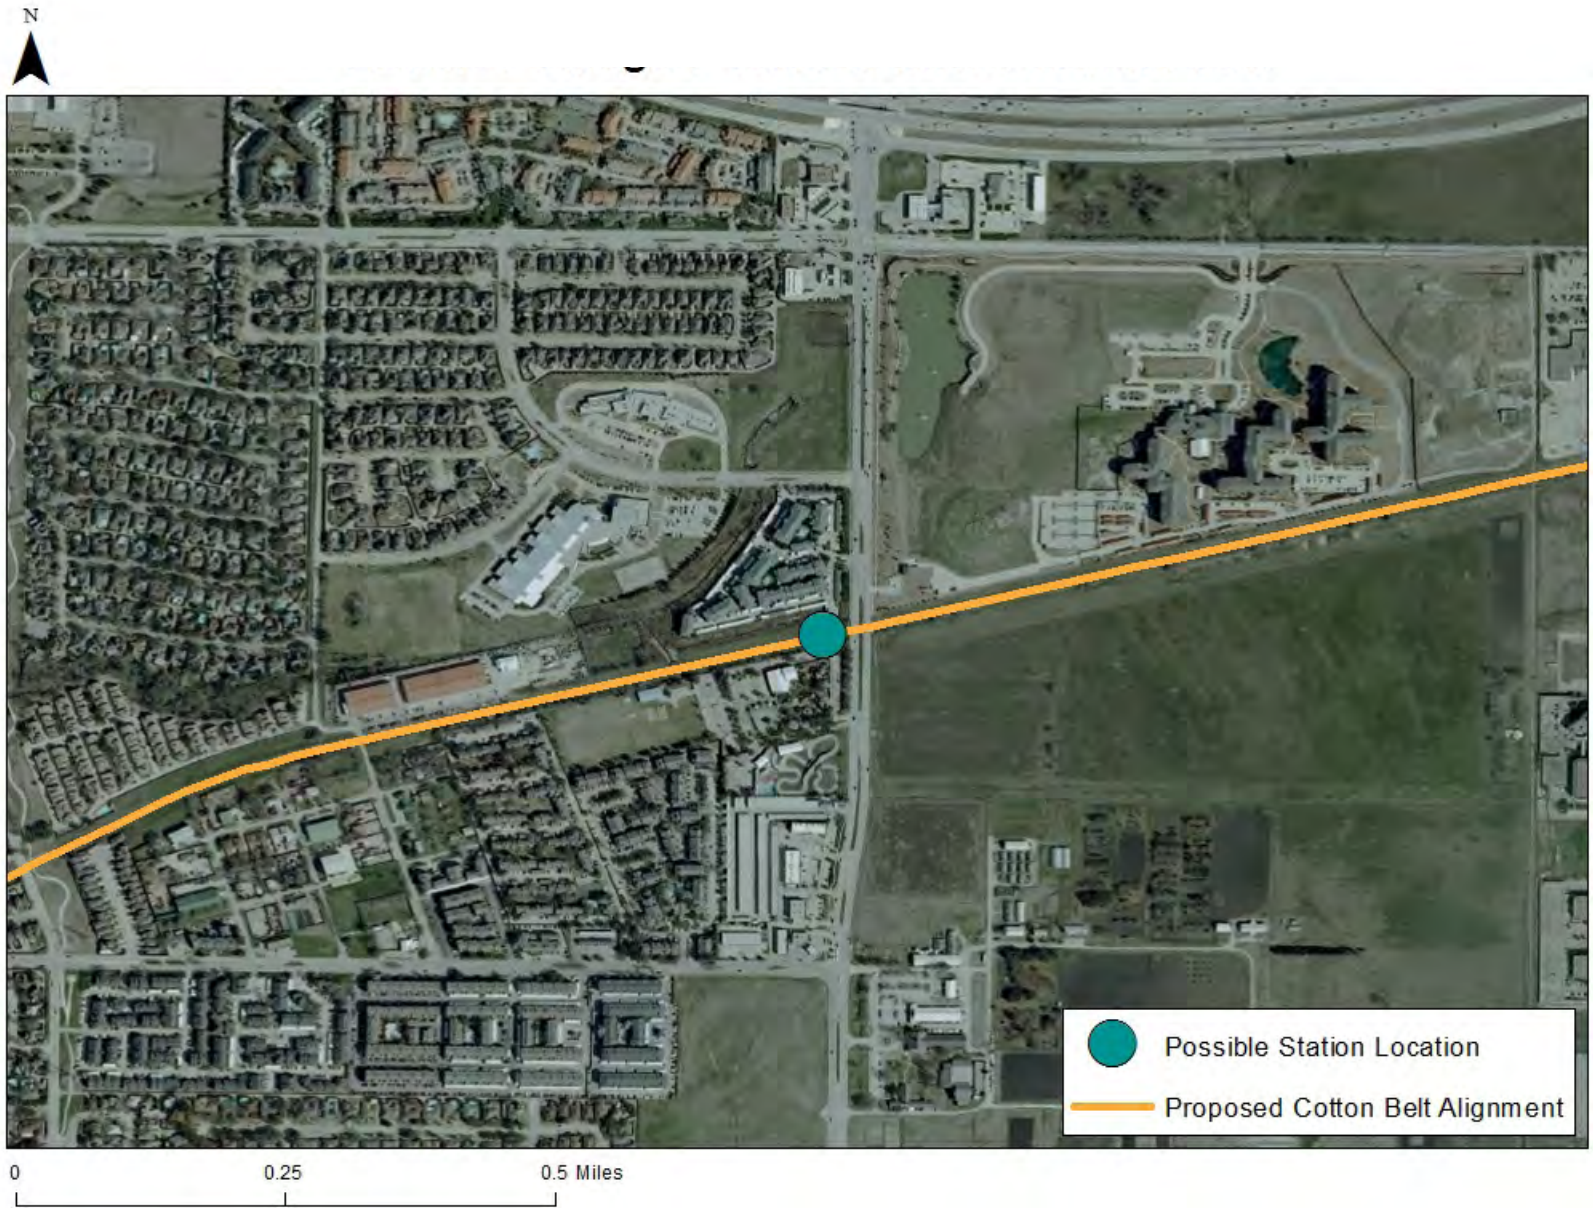 N
Possible Station Location
Proposed Cotton Belt Alignment
0 0.25 0.5 Miles